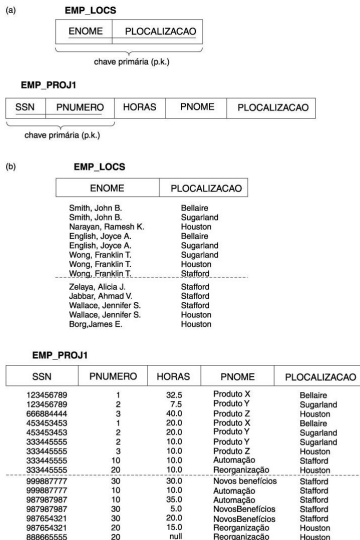 (a) EMP_LOCS
ENOME PLOCALIZACAO
chave primária (p.k.)
EMP_PROJ1
SSN PNUMERO HORAS PNOME PLOCALIZACAO
chave primária (p.k.)
(b) EMP_LOCS
ENOME PLOCALIZACAO
Smith, John B. Bellaire
Smith, John B. Sugarland
Narayan, Ramesh K. Houston
English, Joyce A. Bellaire
English, Joyce A. Sugarland
Wong, Franklin T. Sugarland
Wong, Franklin T. Houston
Wong, Franklin T. Stafford
Zelaya, Alicia J. Stafford
Jabbar, Ahmad V. Stafford
Wallace, Jennifer S. Stafford
Wallace, Jennifer S. Houston
Borg,James E. Houston
EMP_PROJ1
SSN PNUMERO HORAS PNOME PLOCALIZACAO
123456789 1 32.5 Produto X Bellaire
123456789 2 7.5 Produto Y Sugarland
666884444 3 40.0 Produto Z Houston
453453453 1 20.0 Produto X Bellaire
453453453 2 20.0 Produto Y Sugarland
333445555 2 10.0 Produto Y Sugarland
333445555 3 10.0 Produto Z Houston
333445555 10 10.0 Automação Stafford
333445555 20 10.0 Reorganização Houston
999887777 30 30.0 Novos benefícios Stafford
999887777 10 10.0 Automação Stafford
987987987 10 35.0 Automação Stafford
987987987 30 5.0 NovosBenefícios Stafford
987654321 30 20.0 NovosBenefícios Stafford
987654321 20 15.0 Reorganização Houston
888665555 20 null Reorganização Houston